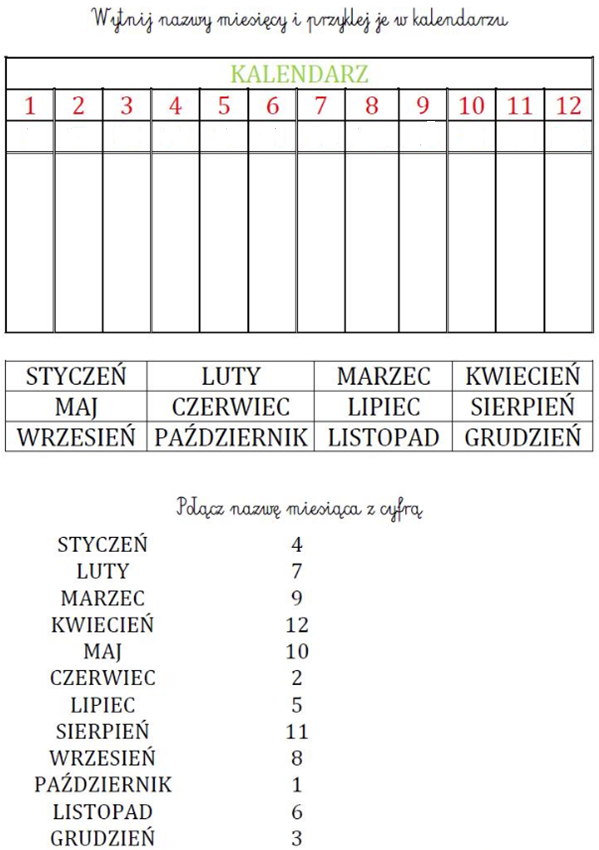 Wytnij nazwy miesięcy i przyklej je w kalendarzu
KALENDARZ
1 2 3 4 5 6 7 8 9 10 11 12
STYCZEŃ LUTY MARZEC KWIECIEŃ
MAJ CZERWIEC LIPIEC SIERPIEŃ
WRZESIEŃ PAŹDZIERNIK LISTOPAD GRUDZIEŃ
Połącz nazwę miesiąca z cyfrą
STYCZEŃ 4
LUTY 7
MARZEC 9
KWIECIEŃ 12
MAJ 10
CZERWIEC 2
LIPIEC 5
SIERPIEŃ 11
WRZESIEŃ 8
PAŹDZIERNIK 1
LISTOPAD 6
GRUDZIEŃ 3